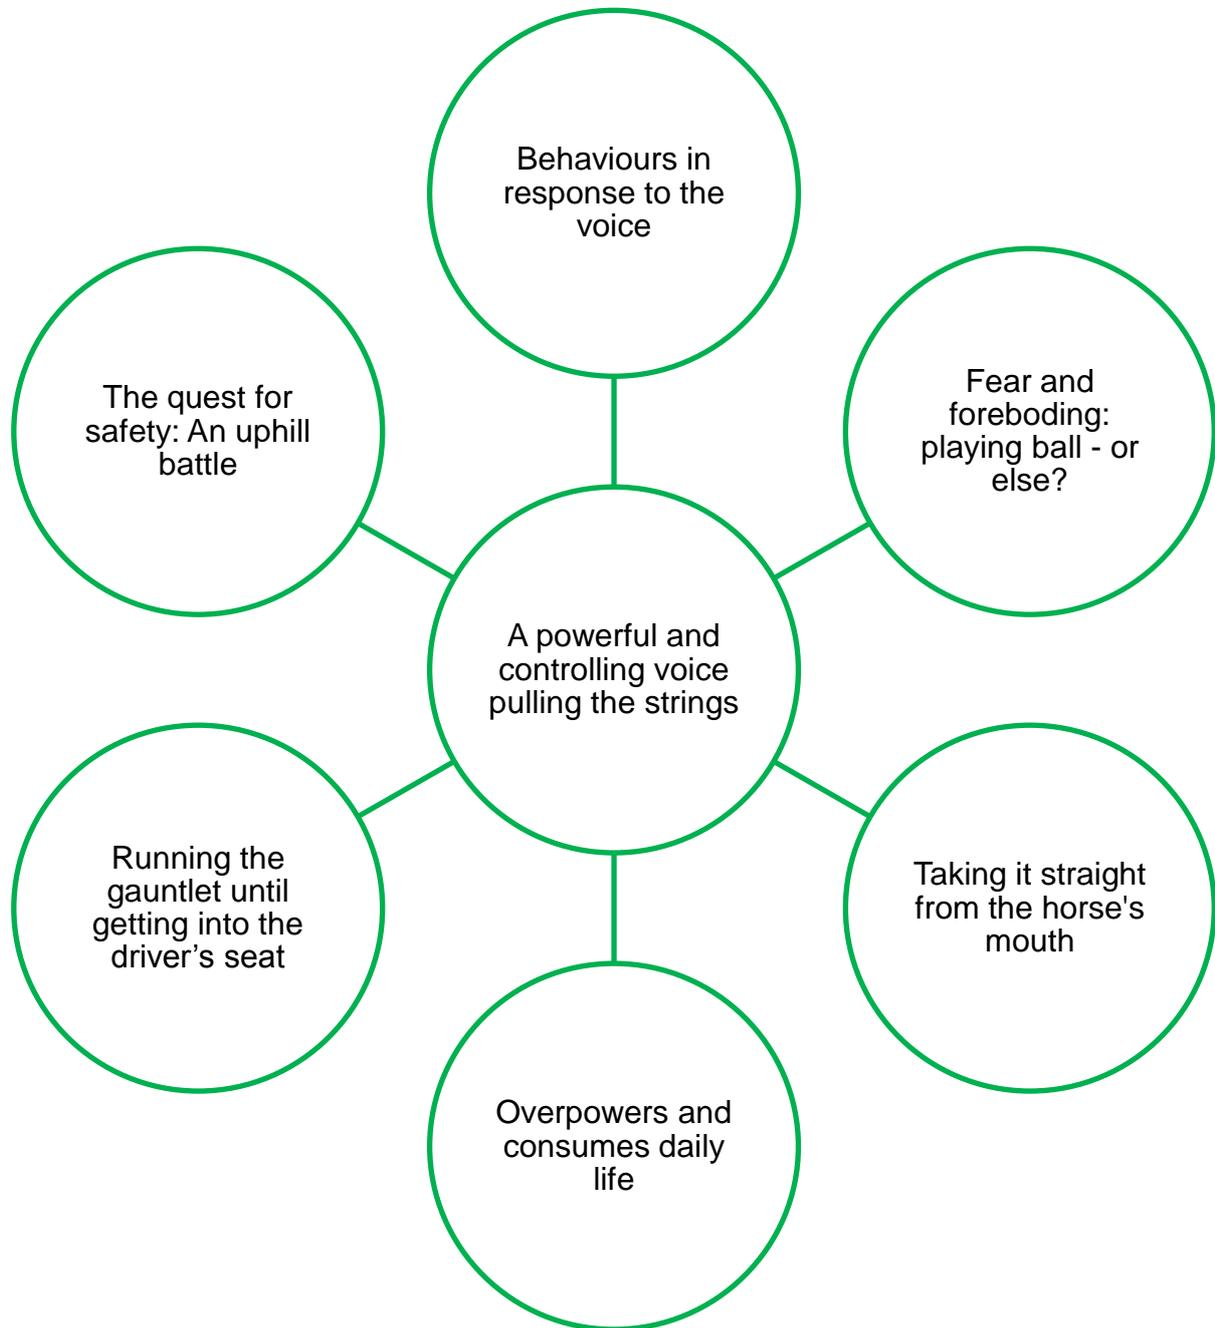 Behaviours in
response to the
voice
Fear and
foreboding:
playing ball - or
else?
Taking it straight
from the horse's
mouth
Overpowers and
consumes daily
life
Running the
gauntlet until
getting into the
driver’s seat
The quest for
safety: An uphill
battle
A powerful and
controlling voice
pulling the strings